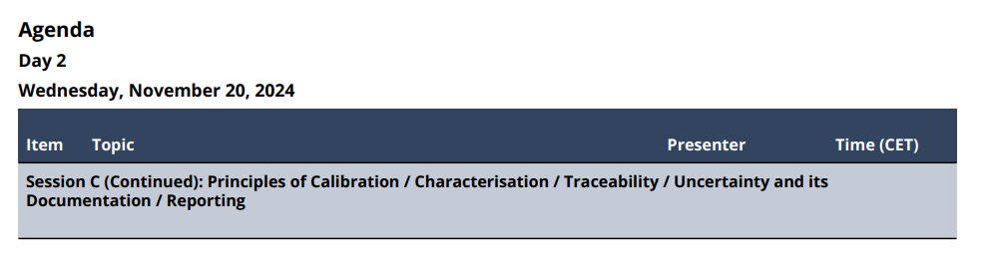 Agenda
Day 2
Wednesday, November 20, 2024
Item Topic Presenter Time (CET)
Session C (Continued): Principles of Calibration / Characterisation / Traceability / Uncertainty and its
Documentation / Reporting